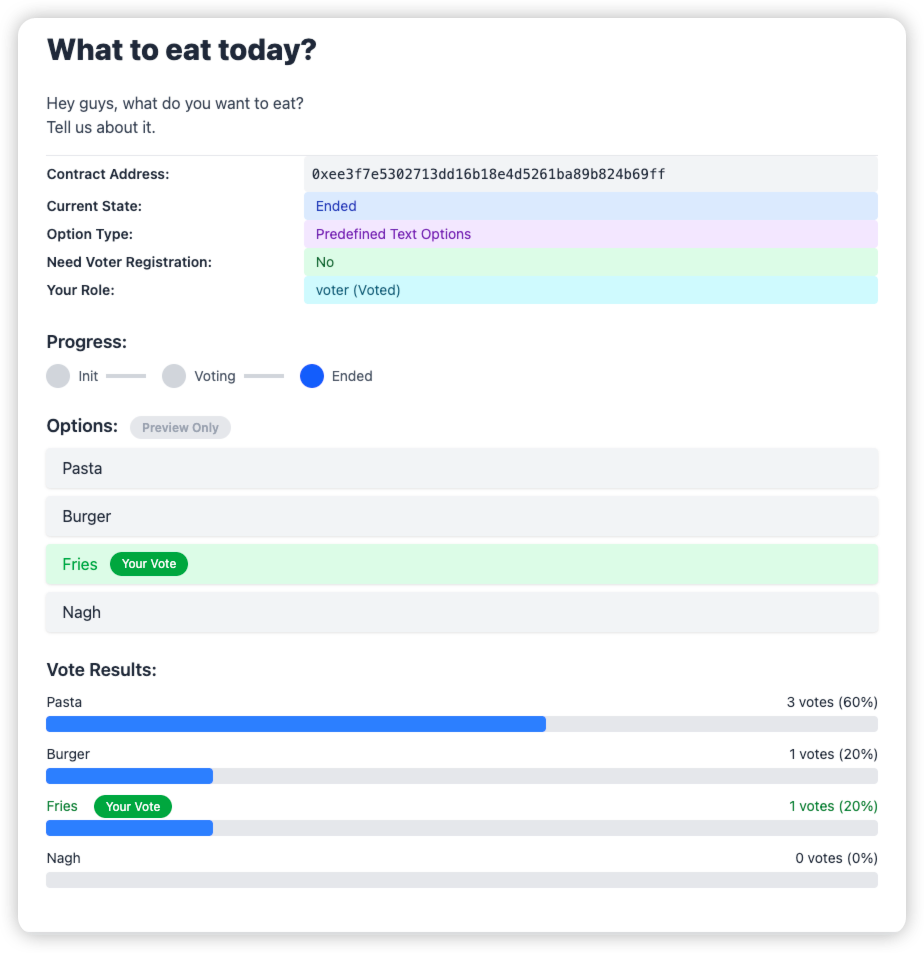 What to eat today?
Hey guys, what do you want to eat?
Tell us about it.
Contract Address: 0xee3f7e5302713dd16b18e4d5261ba89b824b69ff
Current State: Ended
Option Type: Predefined Text Options
Need Voter Registration: No
Your Role: voter (Voted)
Progress:
Init Voting Ended
Options: Preview Only
Pasta
Burger
Fries Your Vote
Nagh
Vote Results:
Pasta 3 votes (60%)
Burger 1 votes (20%)
Fries Your Vote 1 votes (20%)
Nagh 0 votes (0%)